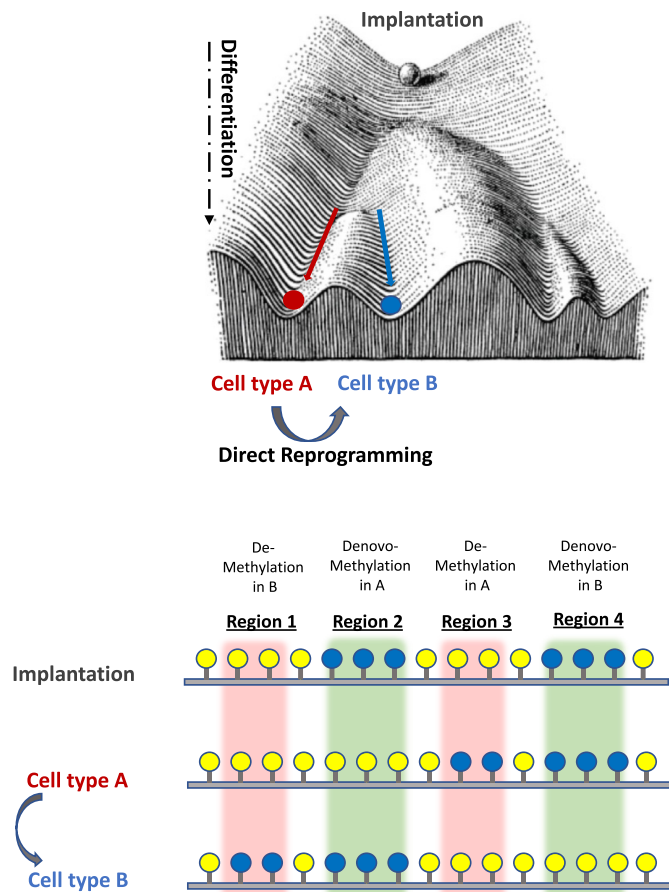 Implantation
Differentiation
Cell type A
Cell type B
Direct Reprogramming
De-
Methylation
in B
Denovo-
Methylation
in A
De-
Methylation
in A
Denovo-
Methylation
in B
Region 1
Region 2
Region 3
Region 4
Implantation
Cell type A
Cell type B